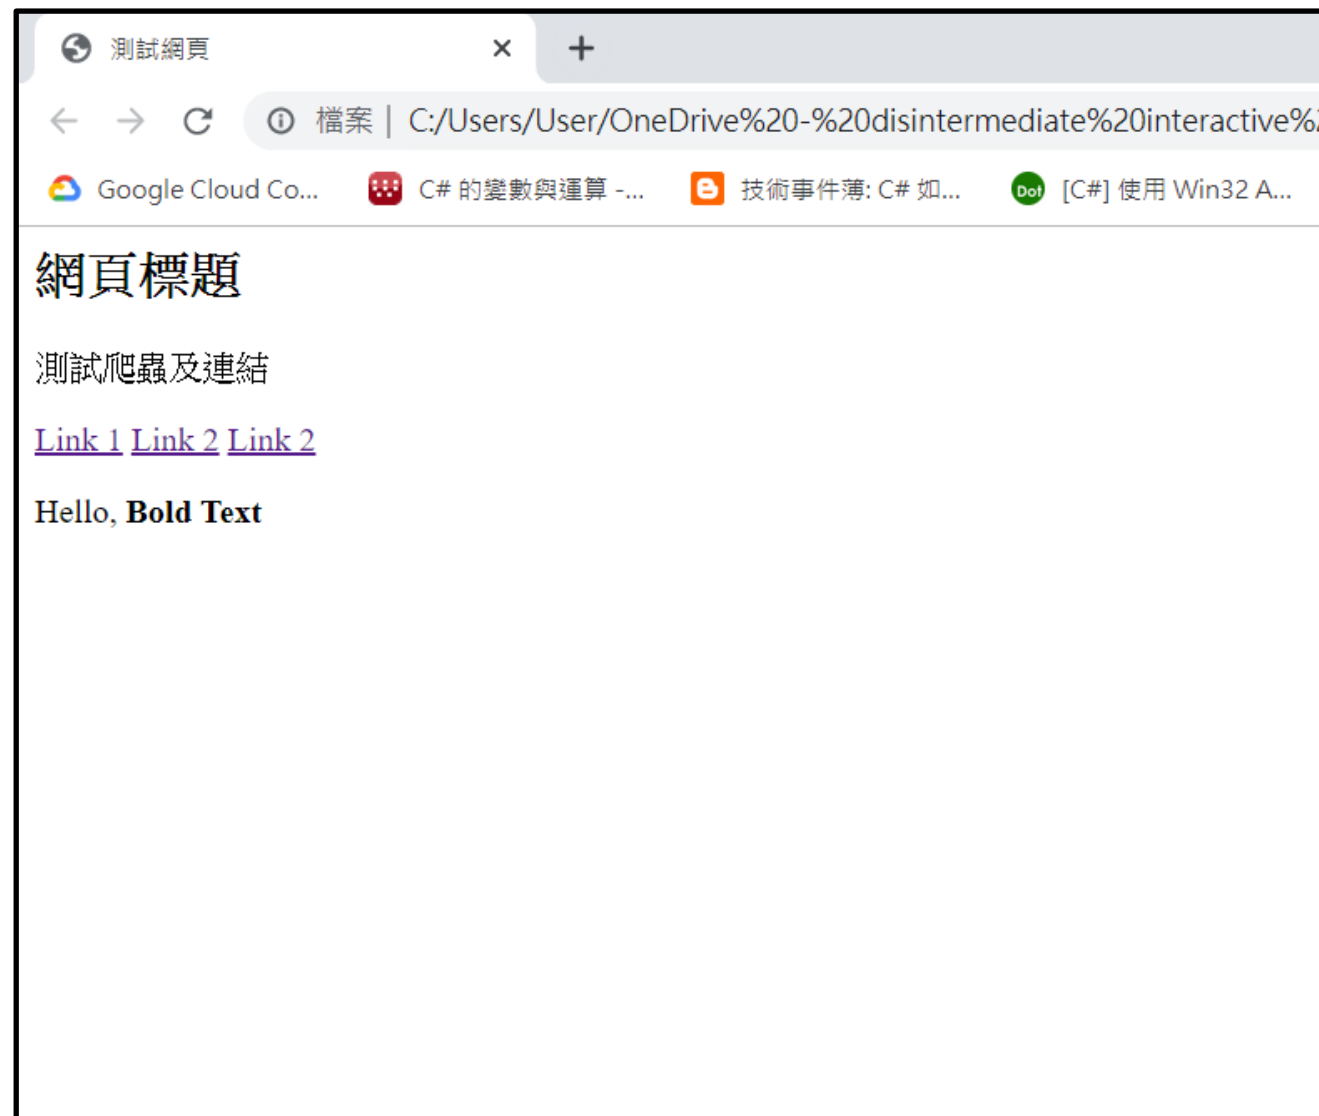 測試網頁
檔案 | C:/Users/User/OneDrive%20-%20disintermediate%20interactive%
Google Cloud Co... C# 的變數與運算 -... 技術事件薄: C# 如... Dot [C#] 使用 Win32 A...
網頁標題
測試爬蟲及連結
Link 1 Link 2 Link 2
Hello, Bold Text